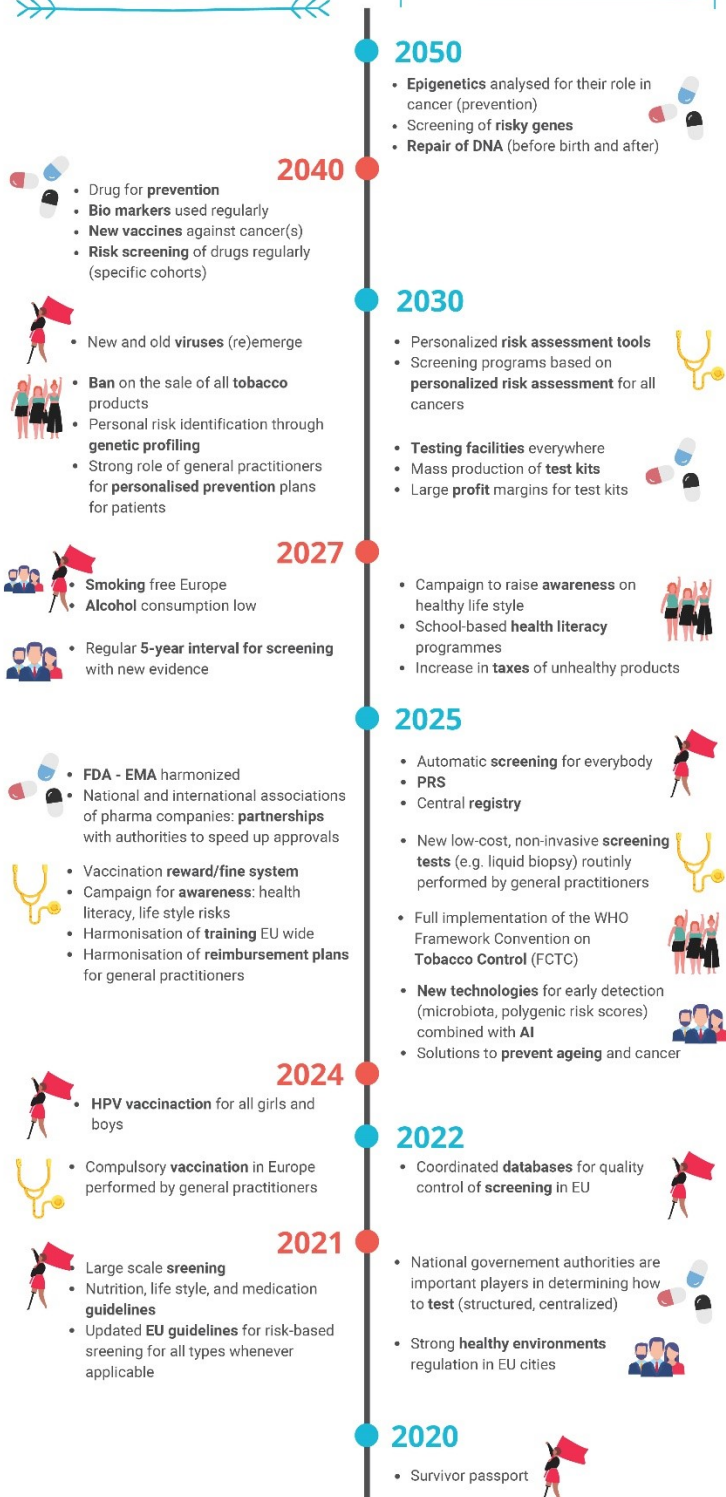 2050
• Epigenetics analysed for their role in
cancer (prevention)
• Screening of risky genes
• Repair of DNA (before birth and after)
2040
• Drug for prevention
• Bio markers used regularly
• New vaccines against cancer(s)
• Risk screening of drugs regularly
(specific cohorts)
2030
• New and old viruses (re)emerge
• Ban on the sale of all tobacco
products
• Personal risk identification through
genetic profiling
• Strong role of general practitioners
for personalised prevention plans
for patients
• Personalized risk assessment tools
• Screening programs based on
personalized risk assessment for all
cancers
• Testing facilities everywhere
• Mass production of test kits
• Large profit margins for test kits
2027
• Smoking free Europe
• Alcohol consumption low
• Regular 5-year interval for screening
with new evidence
• Campaign to raise awareness on
healthy life style
• School-based health literacy
programmes
• Increase in taxes of unhealthy products
2025
• FDA - EMA harmonized
• National and international associations
of pharma companies: partnerships
with authorities to speed up approvals
• Vaccination reward/fine system
• Campaign for awareness: health
literacy, life style risks
• Harmonisation of training EU wide
• Harmonisation of reimbursement plans
for general practitioners
• Automatic screening for everybody
• PRS
• Central registry
• New low-cost, non-invasive screening
tests (e.g. liquid biopsy) routinly
performed by general practitioners
• Full implementation of the WHO
Framework Convention on
Tobacco Control (FCTC)
• New technologies for early detection
(microbiota, polygenic risk scores)
combined with AI
• Solutions to prevent ageing and cancer
2024
• HPV vaccinaction for all girls and
boys
• Compulsory vaccination in Europe
performed by general practitioners
2022
• Coordinated databases for quality
control of screening in EU
2021
• Large scale sreening
• Nutrition, life style, and medication
guidelines
• Updated EU guidelines for risk-based
sreening for all types whenever
applicable
• National governement authorities are
important players in determining how
to test (structured, centralized)
• Strong healthy environments
regulation in EU cities
2020
• Survivor passport